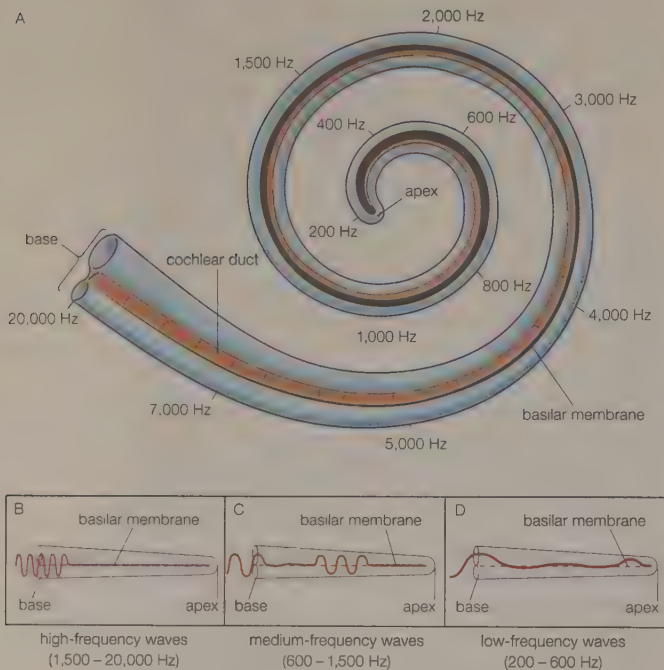 A
2,000 Hz
1,500 Hz
3,000 Hz
400 Hz
600 Hz
apex
200 Hz
base
cochlear duct
800 Hz
20,000 Hz
1,000 Hz
4,000 Hz
basilar membrane
7.000 Hz
5,000 Hz
B
basilar membrane
base
apex
high-frequency waves
(1,500 – 20,000 Hz)
C
basilar membrane
base
apex
medium-frequency waves
(600 – 1,500 Hz)
D
basilar membrane
base
apex
low-frequency waves
(200 – 600 Hz)